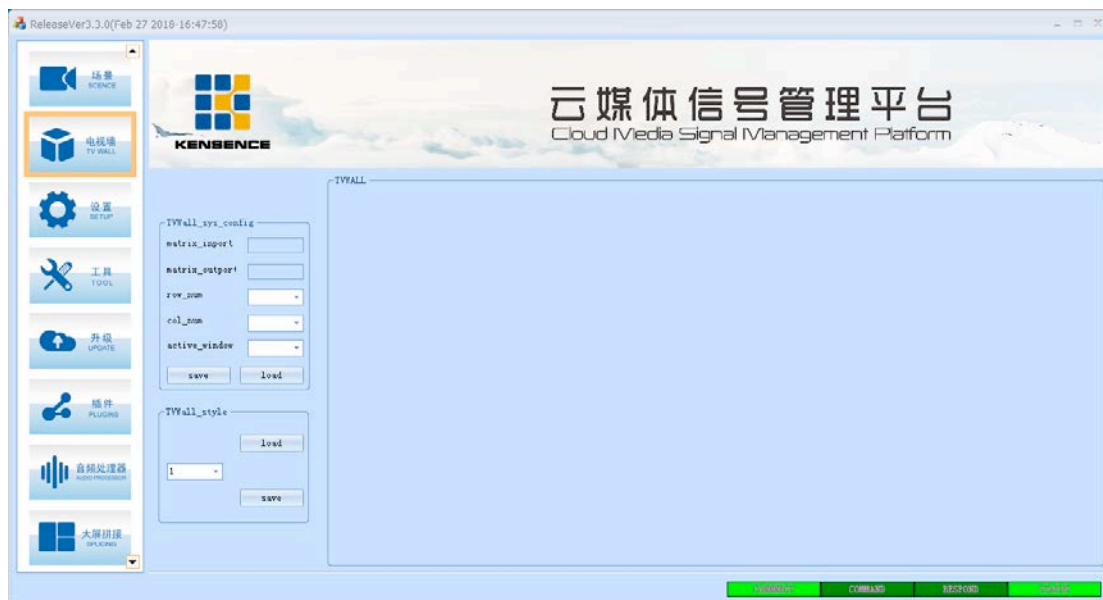 ReleaseVer3.3.0(Feb 27 2018-16:47:58)
场景
SCENCE
电视墙
TV WALL
设置
SETUP
工具
TOOL
升级
UPDATE
插件
PLUGINS
音频处理器
AUDIO PROCESSOR
大屏拼接
SPLICING
KENSENCE
云媒体信号管理平台
Cloud Media Signal Management Platform
TVWALL
TVWall_sys_config
matrix_inport
matrix_outport
row_num
col_num
active_window
save load
TVWall_style
load
1
save
CONNECT COMMAND RESPOND